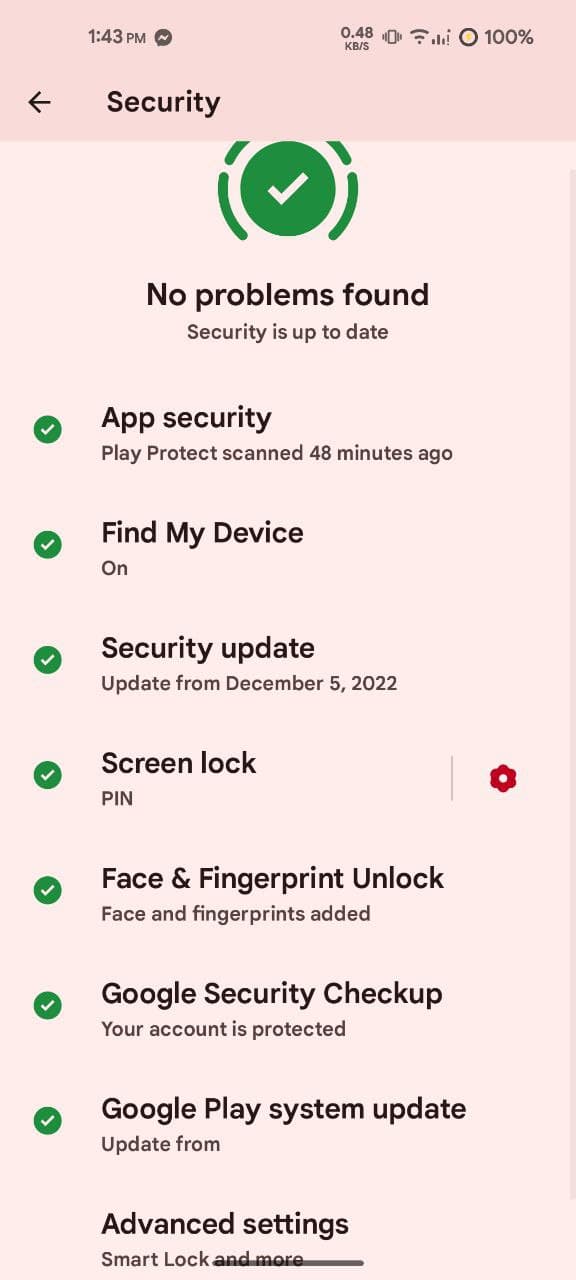 1:43 PM
0.48 KB/S
100%
Security
No problems found
Security is up to date
App security
Play Protect scanned 48 minutes ago
Find My Device
On
Security update
Update from December 5, 2022
Screen lock
PIN
Face & Fingerprint Unlock
Face and fingerprints added
Google Security Checkup
Your account is protected
Google Play system update
Update from
Advanced settings
Smart Lock and more